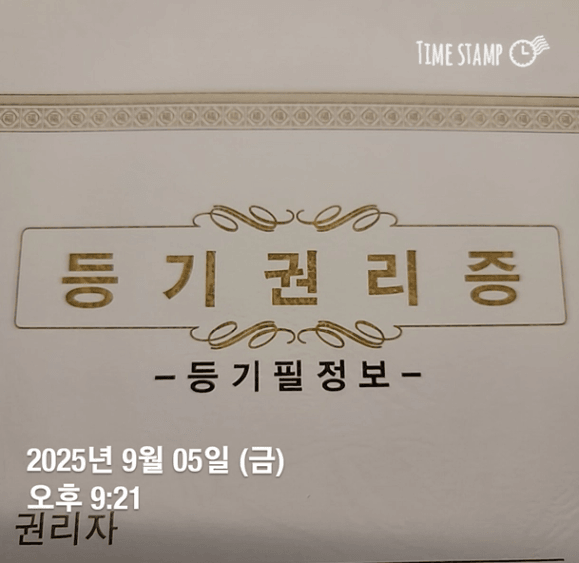 TIME STAMP
등기권리증
-등기필정보-
2025년 9월 05일 (금)
오후 9:21
권리자